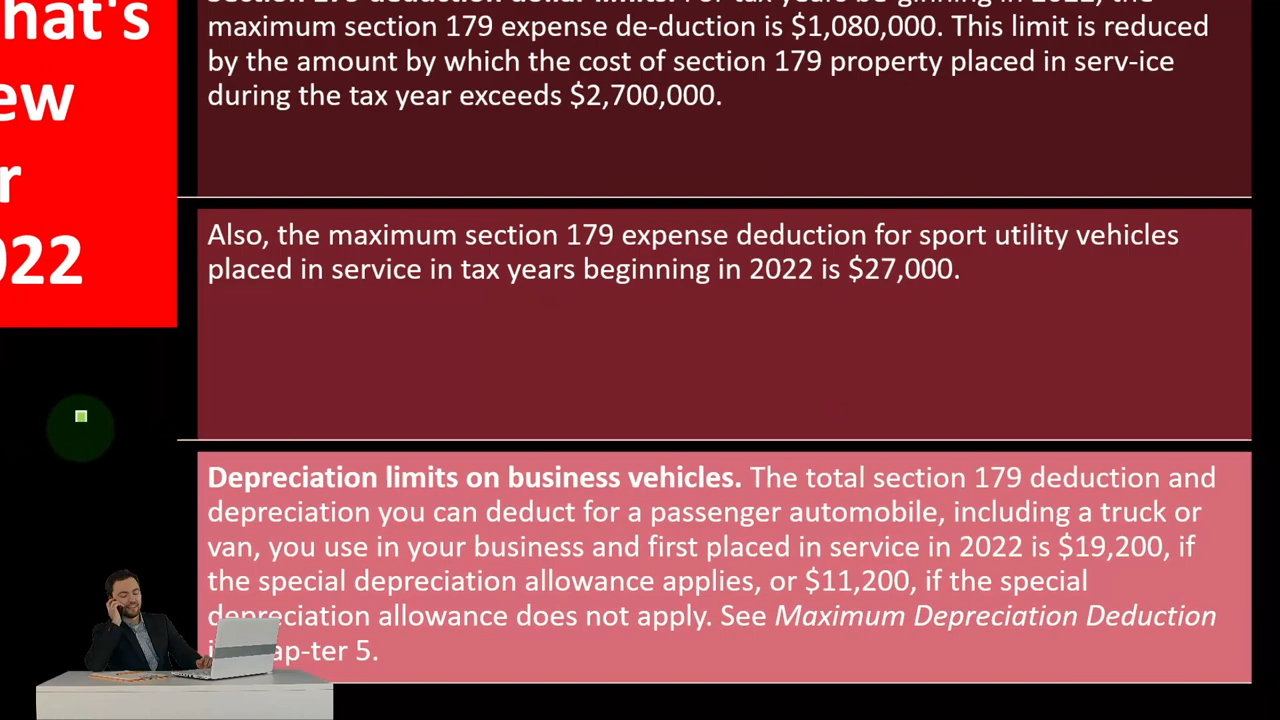 hat's
ew
r
022
maximum section 179 expense de-duction is $1,080,000. This limit is reduced
by the amount by which the cost of section 179 property placed in serv-ice
during the tax year exceeds $2,700,000.
Also, the maximum section 179 expense deduction for sport utility vehicles
placed in service in tax years beginning in 2022 is $27,000.
Depreciation limits on business vehicles. The total section 179 deduction and
depreciation you can deduct for a passenger automobile, including a truck or
van, you use in your business and first placed in service in 2022 is $19,200, if
the special depreciation allowance applies, or $11,200, if the special
depreciation allowance does not apply. See Maximum Depreciation Deduction
ap-ter 5.